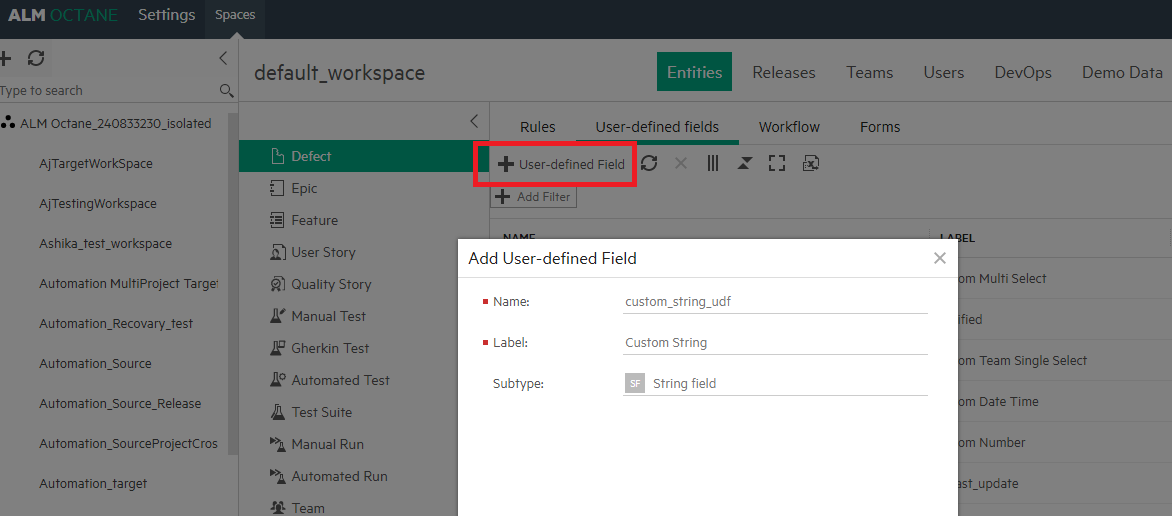 ALM OCTANE Settings Spaces
Type to search
ALM Octane_240833230_isolated
AjTargetWorkSpace
AjTestingWorkspace
Ashika_test_workspace
Automation MultiProject Target
Automation_Recovary_test
Automation_Source
Automation_Source_Release
Automation_SourceProjectCros
Automation_target
default_workspace
Entities Releases Teams Users DevOps Demo Data
Defect
Epic
Feature
User Story
Quality Story
Manual Test
Gherkin Test
Automated Test
Test Suite
Manual Run
Automated Run
Team
Rules User-defined fields Workflow Forms
User-defined Field
Add Filter
NAME LABEL
om Multi Select
ified
om Team Single Select
om Date Time
om Number
ast_update
Add User-defined Field
Name: custom_string_udf
Label: Custom String
Subtype: SF String field